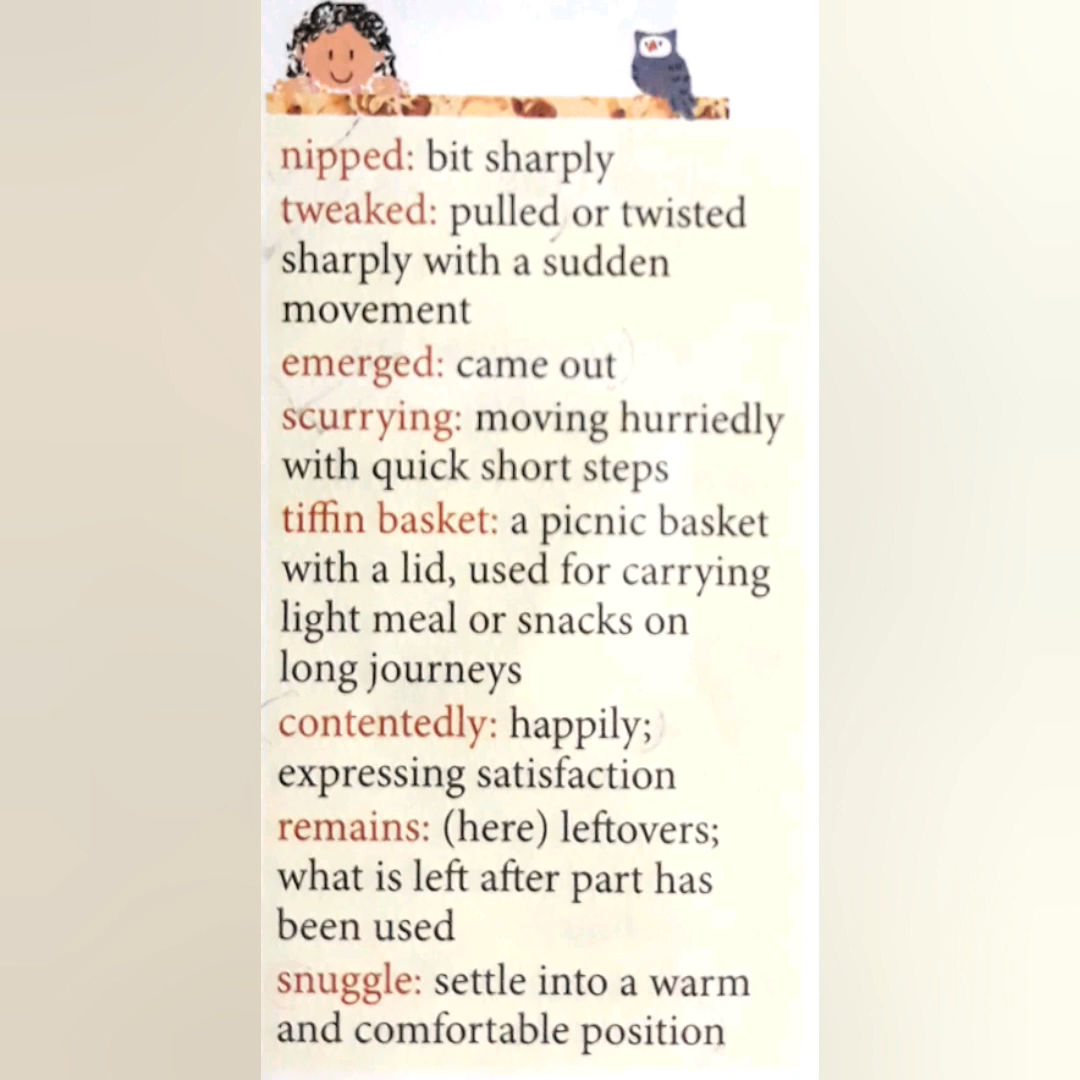 nipped: bit sharply
tweaked: pulled or twisted
sharply with a sudden
movement
emerged: came out
scurrying: moving hurriedly
with quick short steps
tiffin basket: a picnic basket
with a lid, used for carrying
light meal or snacks on
long journeys
contentedly: happily;
expressing satisfaction
remains: (here) leftovers;
what is left after part has
been used
snuggle: settle into a warm
and comfortable position